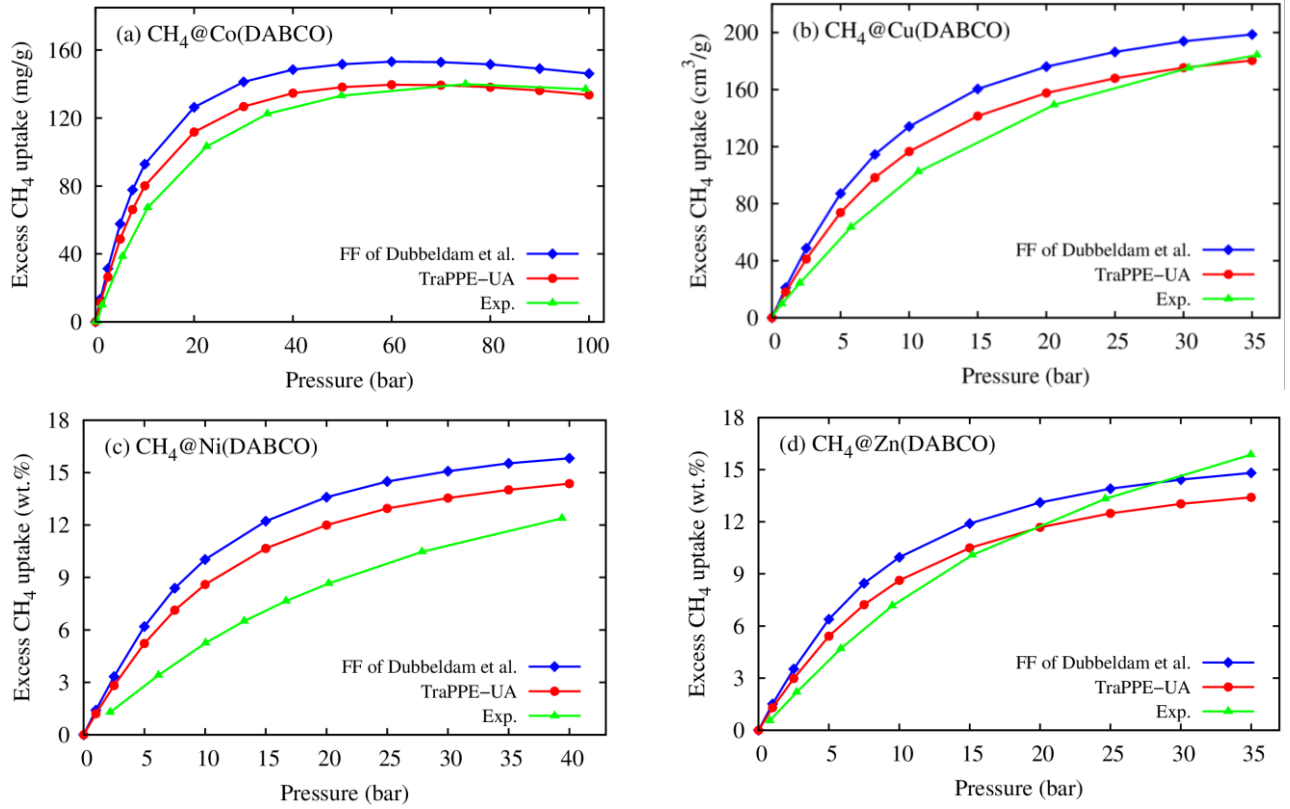 (a) CH4@Co(DABCO)
Excess CH4 uptake (mg/g)
160
120
80
40
0
FF of Dubbeldam et al.
TraPPE−UA
Exp.
0 20 40 60 80 100
Pressure (bar)
(b) CH4@Cu(DABCO)
Excess CH4 uptake (cm3/g)
200
160
120
80
40
0
FF of Dubbeldam et al.
TraPPE−UA
Exp.
0 5 10 15 20 25 30 35
Pressure (bar)
(c) CH4@Ni(DABCO)
Excess CH4 uptake (wt.%)
18
15
12
9
6
3
0
FF of Dubbeldam et al.
TraPPE−UA
Exp.
0 5 10 15 20 25 30 35 40
Pressure (bar)
(d) CH4@Zn(DABCO)
Excess CH4 uptake (wt.%)
18
15
12
9
6
3
0
FF of Dubbeldam et al.
TraPPE−UA
Exp.
0 5 10 15 20 25 30 35
Pressure (bar)